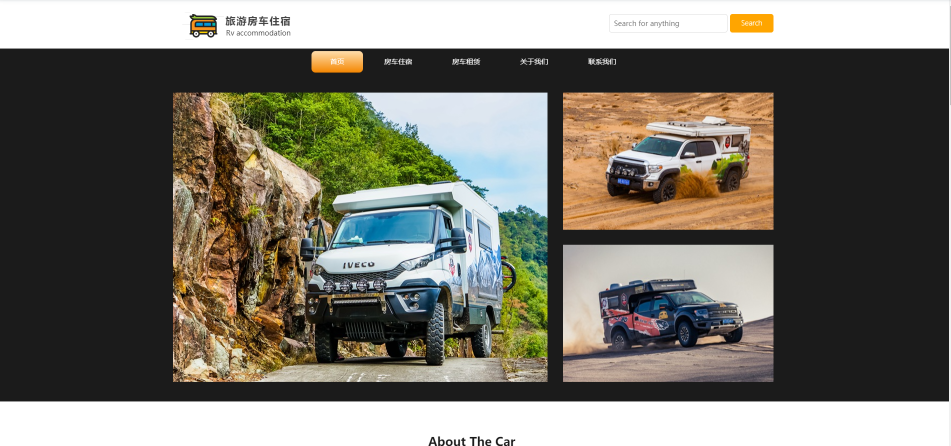 旅游房车住宿
Rv accommodation
Search for anything
Search
首页
房车住宿
房车租赁
关于我们
联系我们
IVECO
About The Car